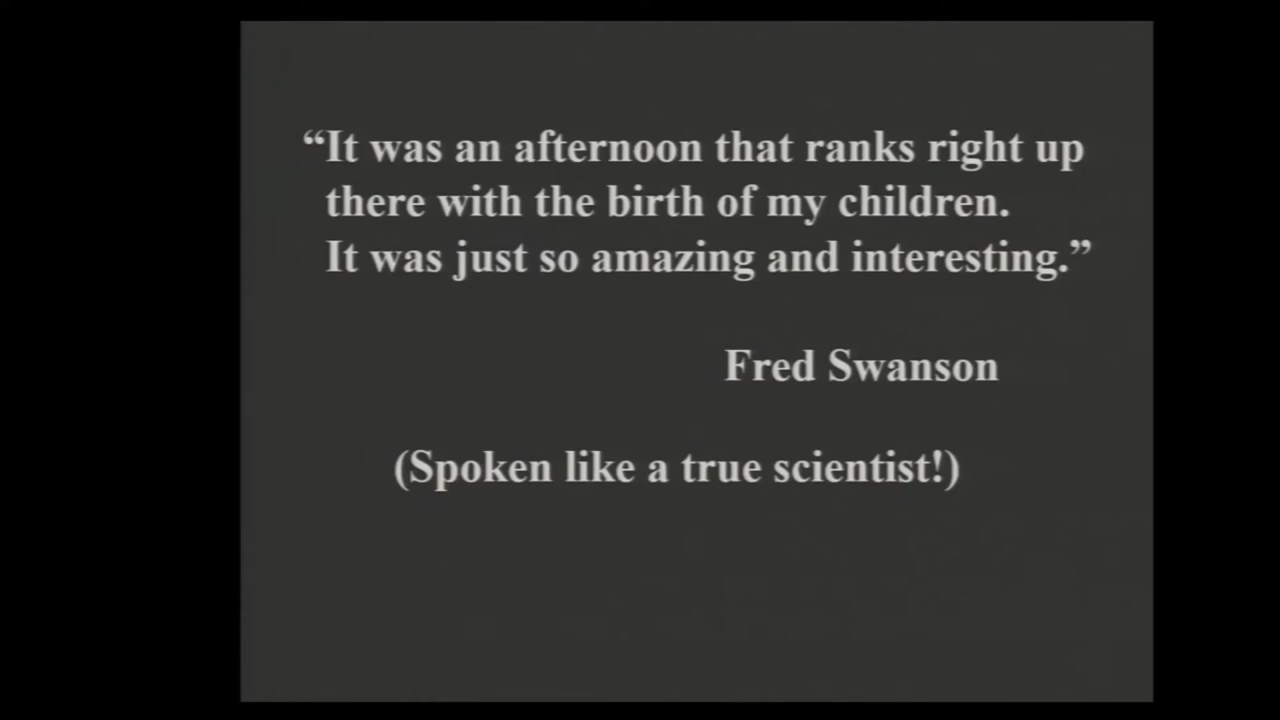 “It was an afternoon that ranks right up
there with the birth of my children.
It was just so amazing and interesting.”
Fred Swanson
(Spoken like a true scientist!)